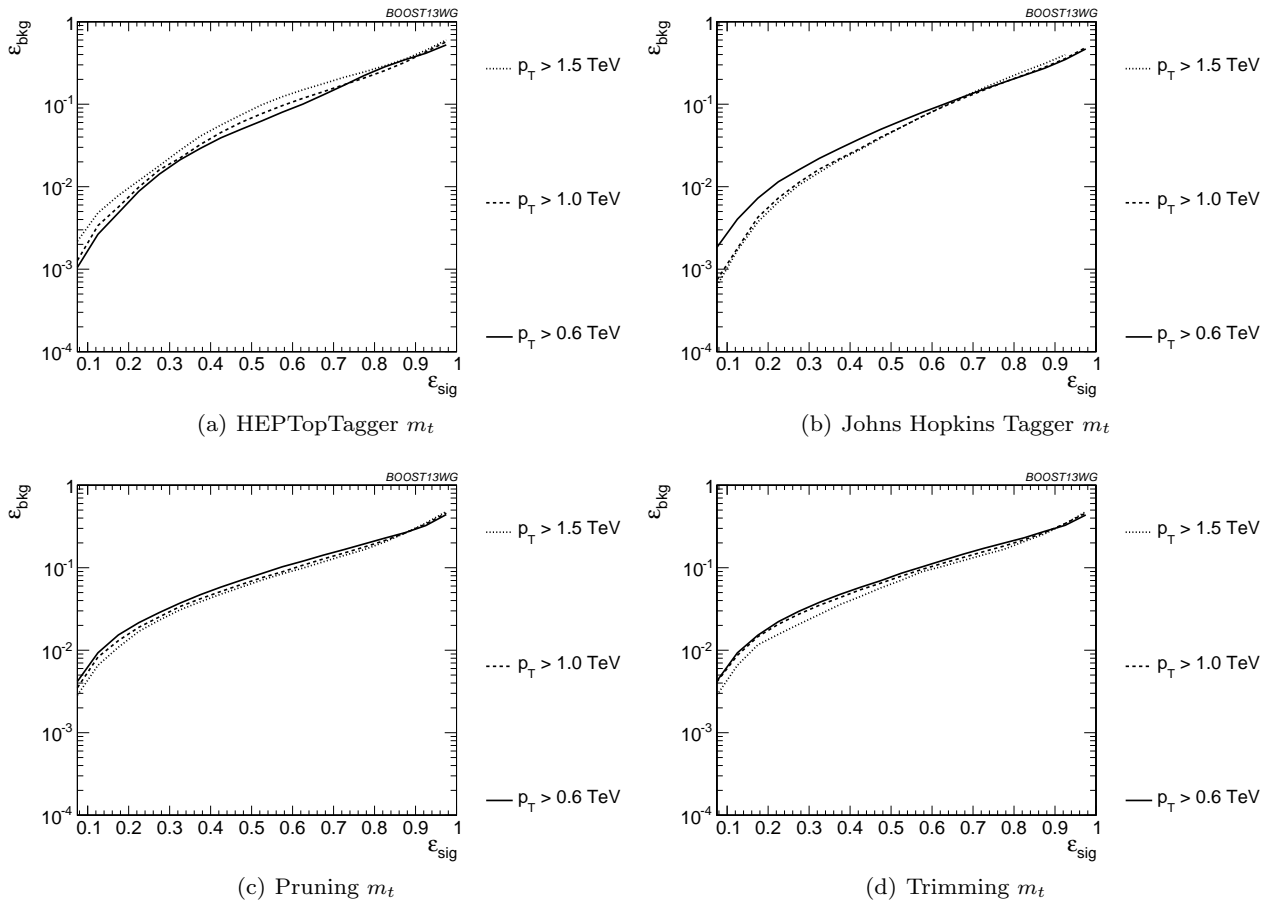 BOOST13WG
ε_bkg
1
10^-1
10^-2
10^-3
10^-4
0.1 0.2 0.3 0.4 0.5 0.6 0.7 0.8 0.9 1
ε_sig
p_T > 1.5 TeV
p_T > 1.0 TeV
p_T > 0.6 TeV
(a) HEPTopTagger m_t
BOOST13WG
ε_bkg
1
10^-1
10^-2
10^-3
10^-4
0.1 0.2 0.3 0.4 0.5 0.6 0.7 0.8 0.9 1
ε_sig
p_T > 1.5 TeV
p_T > 1.0 TeV
p_T > 0.6 TeV
(b) Johns Hopkins Tagger m_t
BOOST13WG
ε_bkg
1
10^-1
10^-2
10^-3
10^-4
0.1 0.2 0.3 0.4 0.5 0.6 0.7 0.8 0.9 1
ε_sig
p_T > 1.5 TeV
p_T > 1.0 TeV
p_T > 0.6 TeV
(c) Pruning m_t
BOOST13WG
ε_bkg
1
10^-1
10^-2
10^-3
10^-4
0.1 0.2 0.3 0.4 0.5 0.6 0.7 0.8 0.9 1
ε_sig
p_T > 1.5 TeV
p_T > 1.0 TeV
p_T > 0.6 TeV
(d) Trimming m_t